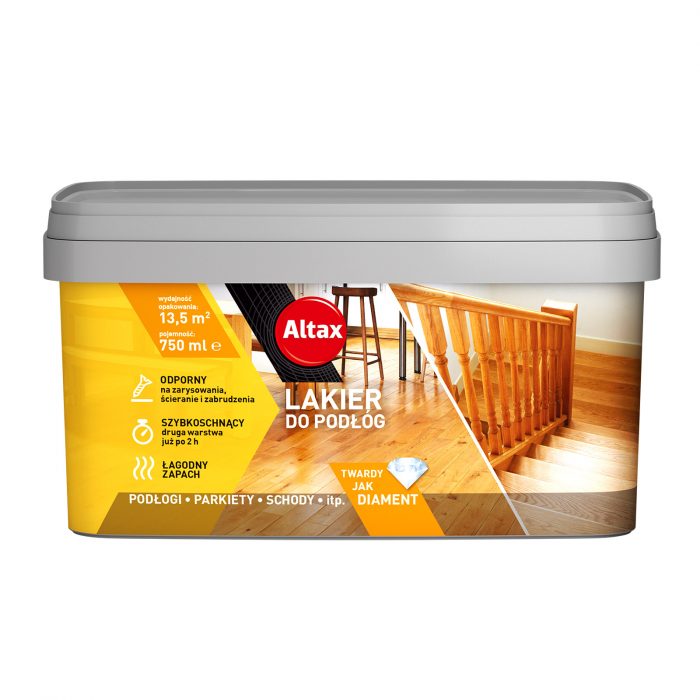 wydajność
opakowania:
13,5 m²
pojemność:
750 ml ℮
Altax
LAKIER
DO PODŁÓG
ODPORNY
na zarysowania,
ścieranie i zabrudzenia
SZYBKOSCHNĄCY
druga warstwa
już po 2 h
ŁAGODNY
ZAPACH
TWARDY
JAK
DIAMENT
PODŁOGI • PARKIETY • SCHODY • itp.